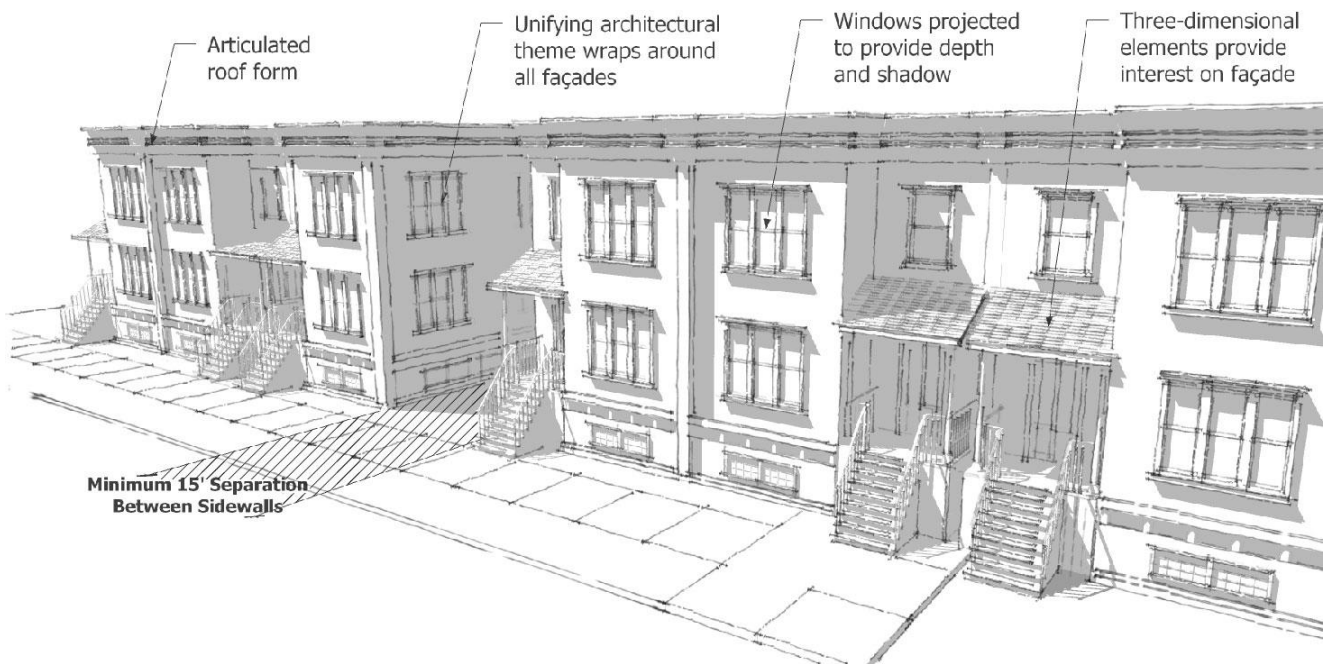 Articulated
roof form
Unifying architectural
theme wraps around
all façades
Windows projected
to provide depth
and shadow
Three-dimensional
elements provide
interest on façade
Minimum 15' Separation
Between Sidewalls